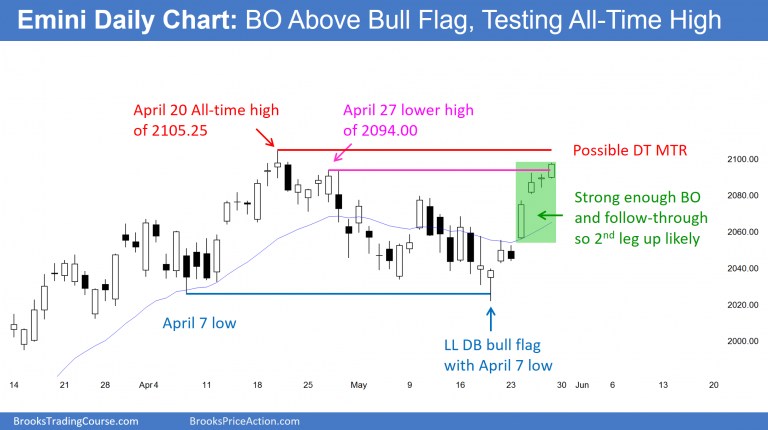 Emini Daily Chart: BO Above Bull Flag, Testing All-Time High
April 20 All-time high
of 2105.25
April 27 lower high
of 2094.00
Possible DT MTR
2100.00
2080.00
Strong enough BO
and follow-through
so 2nd leg up likely
2060.00
2040.00
2020.00
2000.00
April 7 low
LL DB bull flag
with April 7 low
14 21 28 Apr 4 11 18 25 May 9 16 23 30 Jun 6 13 20
BrooksTradingCourse.com BrooksPriceAction.com